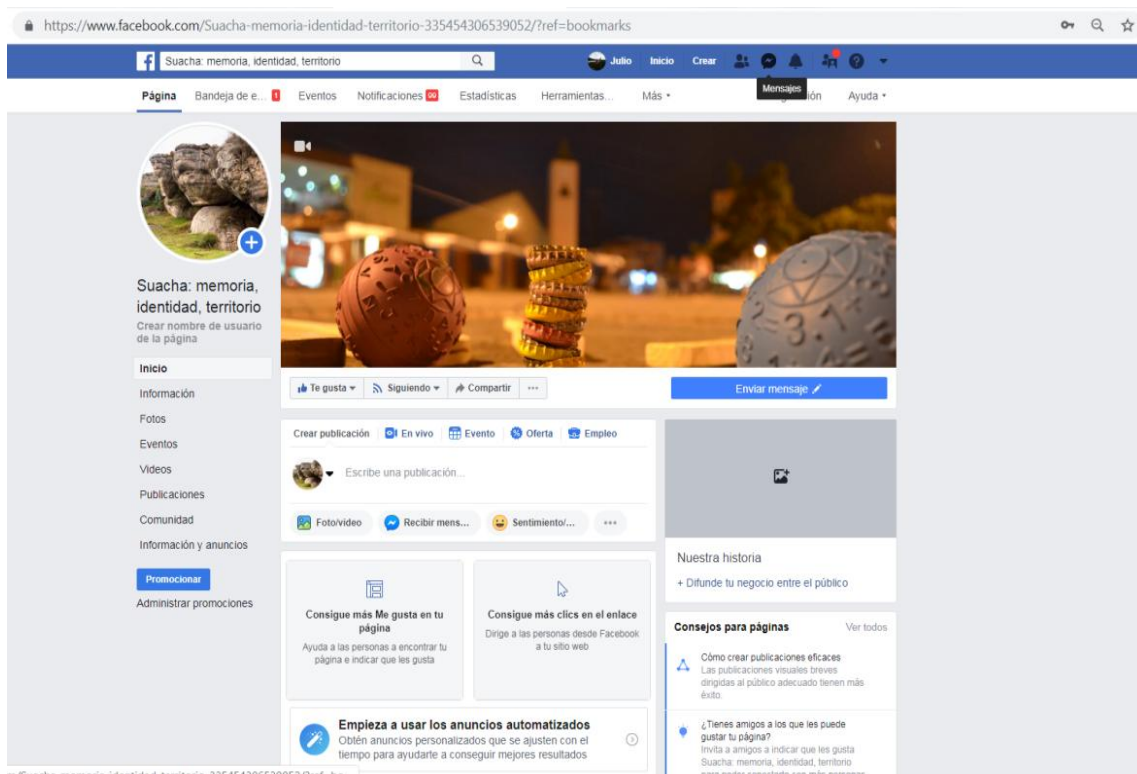 https://www.facebook.com/Suacha-memoria-identidad-territorio-335454306539052/?ref=bookmarks
Suacha: memoria, identidad, territorio
Julio Inicio Crear
Mensajes
Página Bandeja de e... 1 Eventos Notificaciones Estadísticas Herramientas... Más Ayuda
Suacha: memoria,
identidad, territorio
Crear nombre de usuario
de la página
Inicio
Información
Fotos
Eventos
Videos
Publicaciones
Comunidad
Información y anuncios
Promocionar
Administrar promociones
Te gusta Siguiendo Compartir ...
Enviar mensaje
Crear publicación En vivo Evento Oferta Empleo
Escribe una publicación...
Foto/video Recibir mens... Sentimiento/... ...
Consigue más Me gusta en tu
página
Ayuda a las personas a encontrar tu
página e indicar que les gusta
Consigue más clics en el enlace
Dirige a las personas desde Facebook
a tu sitio web
Empieza a usar los anuncios automatizados
Obtén anuncios personalizados que se ajusten con el
tiempo para ayudarte a conseguir mejores resultados
Nuestra historia
+ Difunde tu negocio entre el público
Consejos para páginas Ver todos
Cómo crear publicaciones eficaces
Las publicaciones visuales breves
dirigidas al público adecuado tienen más
éxito.
¿Tienes amigos a los que les puede
gustar tu página?
Invita a amigos a indicar que les gusta
Suacha: memoria, identidad, territorio